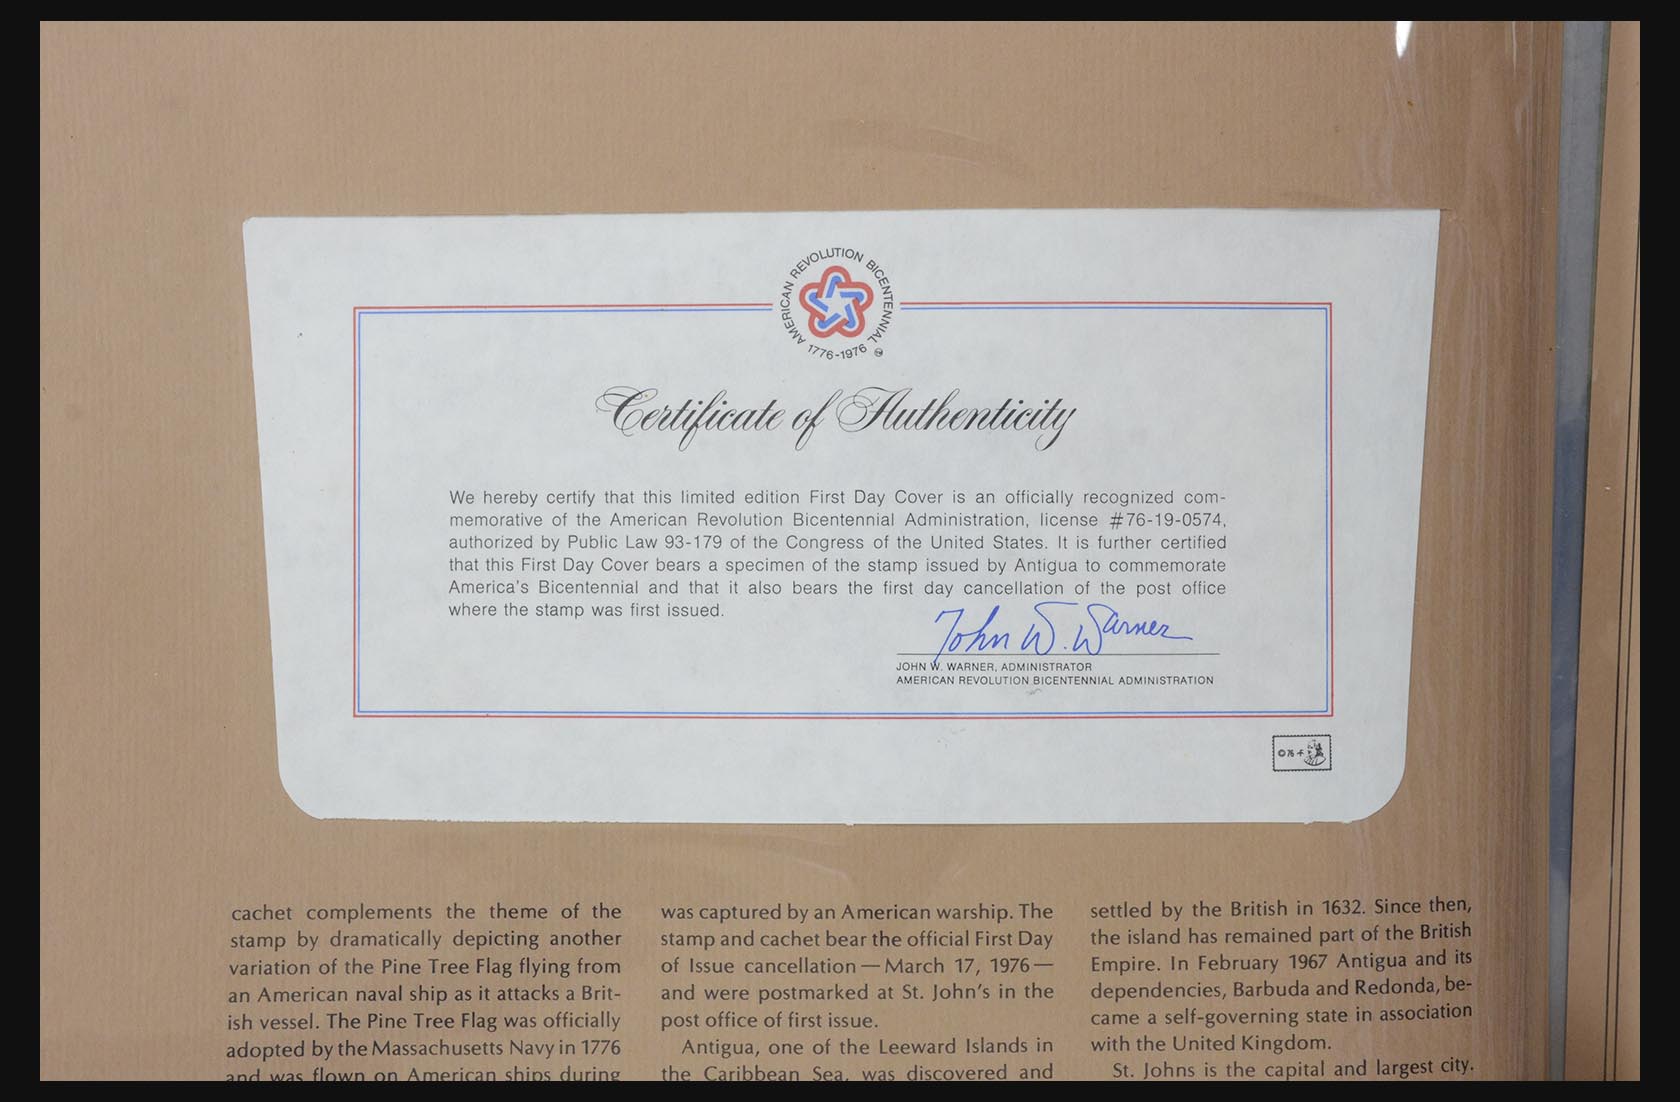 AMERICAN REVOLUTION BICENTENNIAL
1776-1976
Certificate of Authenticity
We hereby certify that this limited edition First Day Cover is an officially recognized com-
memorative of the American Revolution Bicentennial Administration, license #76-19-0574,
authorized by Public Law 93-179 of the Congress of the United States. It is further certified
that this First Day Cover bears a specimen of the stamp issued by Antigua to commemorate
America's Bicentennial and that it also bears the first day cancellation of the post office
where the stamp was first issued.
John W. Warner
JOHN W. WARNER, ADMINISTRATOR
AMERICAN REVOLUTION BICENTENNIAL ADMINISTRATION
©76
cachet complements the theme of the
stamp by dramatically depicting another
variation of the Pine Tree Flag flying from
an American naval ship as it attacks a Brit-
ish vessel. The Pine Tree Flag was officially
adopted by the Massachusetts Navy in 1776
and was flown on American ships during
was captured by an American warship. The
stamp and cachet bear the official First Day
of Issue cancellation — March 17, 1976 —
and were postmarked at St. John's in the
post office of first issue.
Antigua, one of the Leeward Islands in
the Caribbean Sea, was discovered and
settled by the British in 1632. Since then,
the island has remained part of the British
Empire. In February 1967 Antigua and its
dependencies, Barbuda and Redonda, be-
came a self-governing state in association
with the United Kingdom.
St. Johns is the capital and largest city.